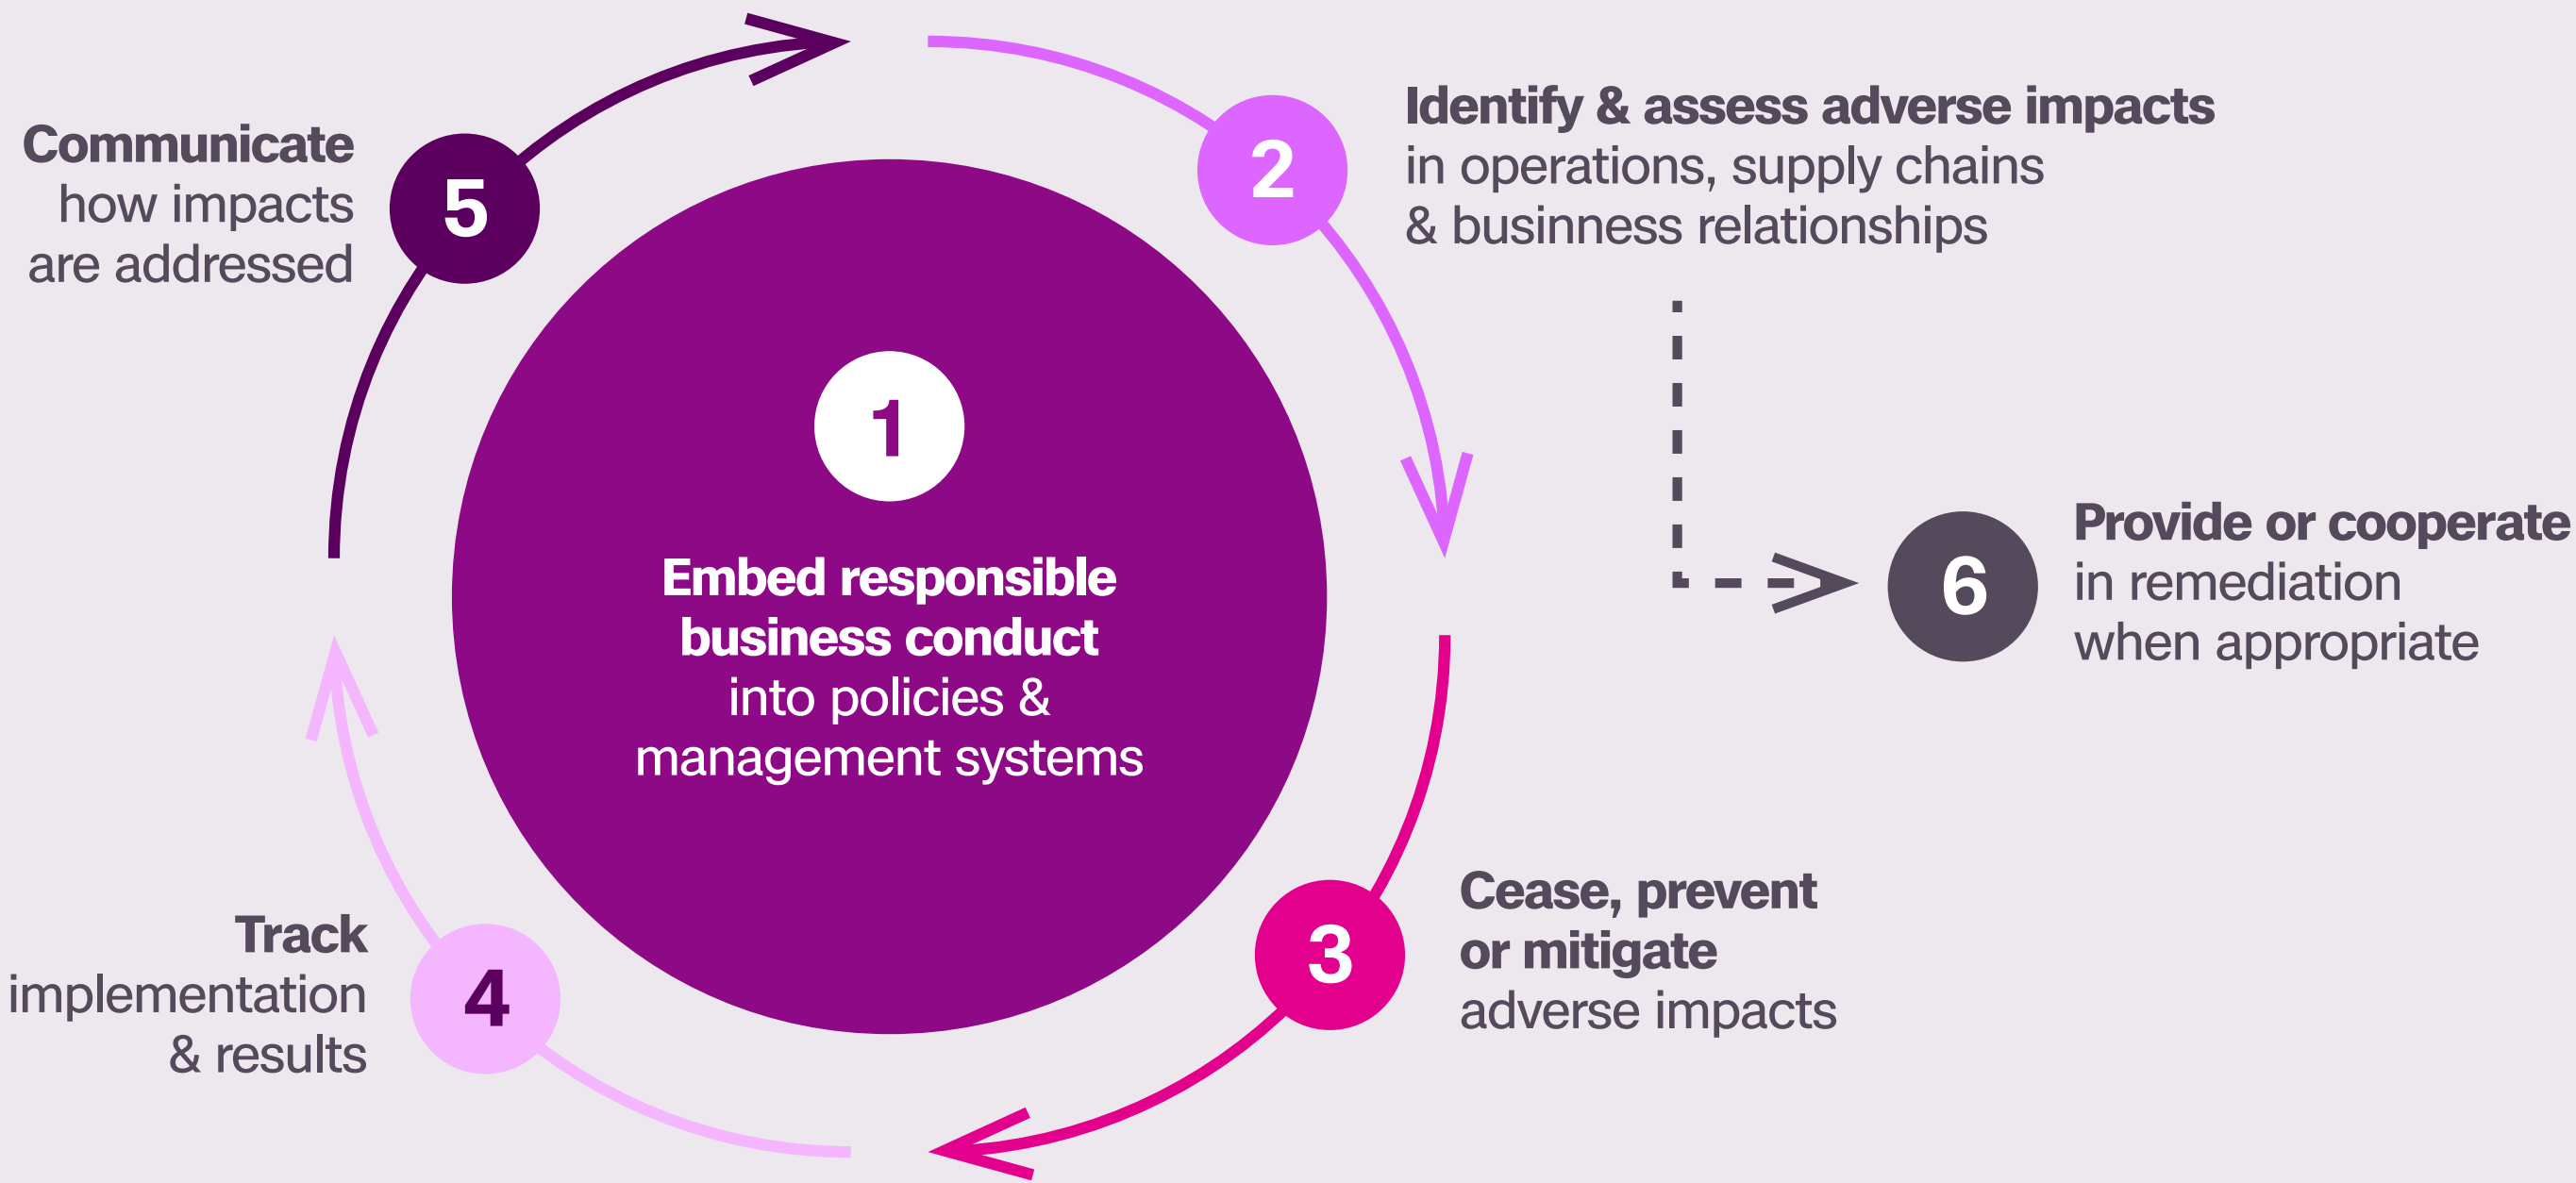 1
Embed responsible
business conduct
into policies &
management systems
2
Identify & assess adverse impacts
in operations, supply chains
& businness relationships
3
Cease, prevent
or mitigate
adverse impacts
4
Track
implementation
& results
5
Communicate
how impacts
are addressed
6
Provide or cooperate
in remediation
when appropriate